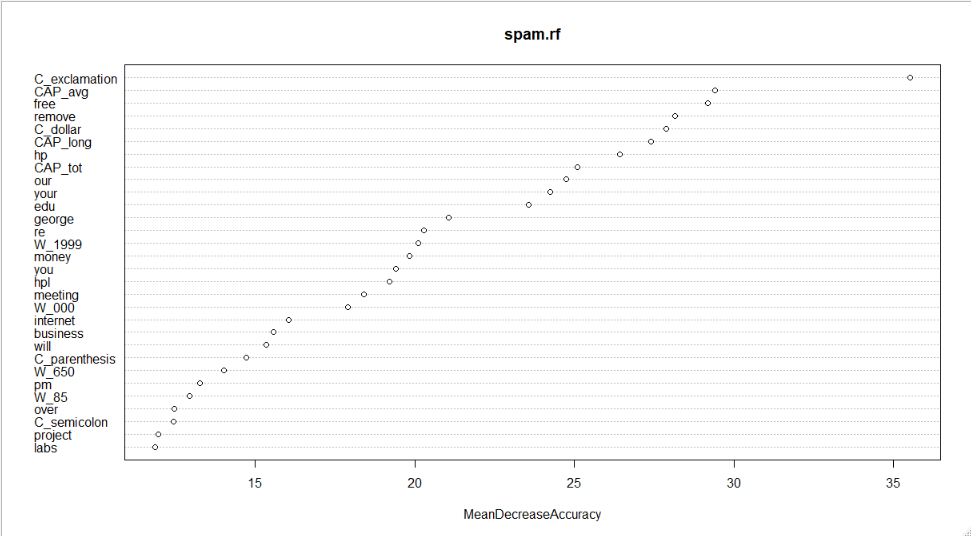 spam.rf
C_exclamation
CAP_avg
free
remove
C_dollar
CAP_long
hp
CAP_tot
our
your
edu
george
re
W_1999
money
you
hpl
meeting
W_000
internet
business
will
C_parenthesis
W_650
pm
W_85
over
C_semicolon
project
labs
15 20 25 30 35
MeanDecreaseAccuracy